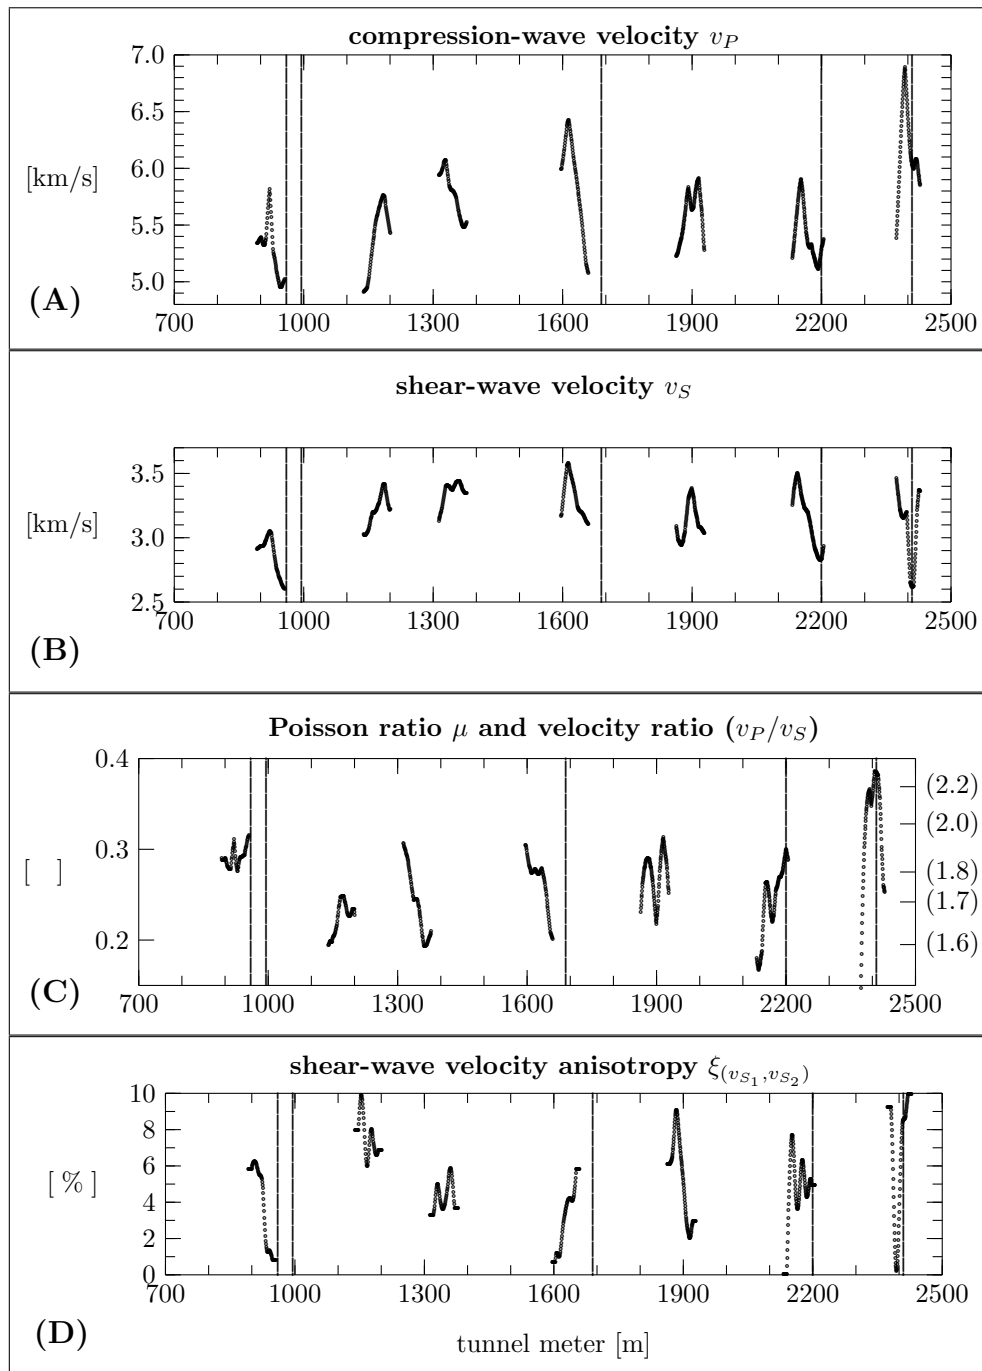 compression-wave velocity v_P
7.0
6.5
6.0
[km/s]
5.5
5.0
(A)
700 1000 1300 1600 1900 2200 2500
shear-wave velocity v_S
3.5
[km/s]
3.0
2.5
700 1000 1300 1600 1900 2200 2500
(B)
Poisson ratio μ and velocity ratio (v_P/v_S)
0.4
(2.2)
(2.0)
0.3
[ ]
(1.8)
(1.7)
0.2
(1.6)
(C)
700 1000 1300 1600 1900 2200 2500
shear-wave velocity anisotropy ξ_(v_S1,v_S2)
10
8
6
[ % ]
4
2
0
700 1000 1300 1600 1900 2200 2500
(D)
tunnel meter [m]